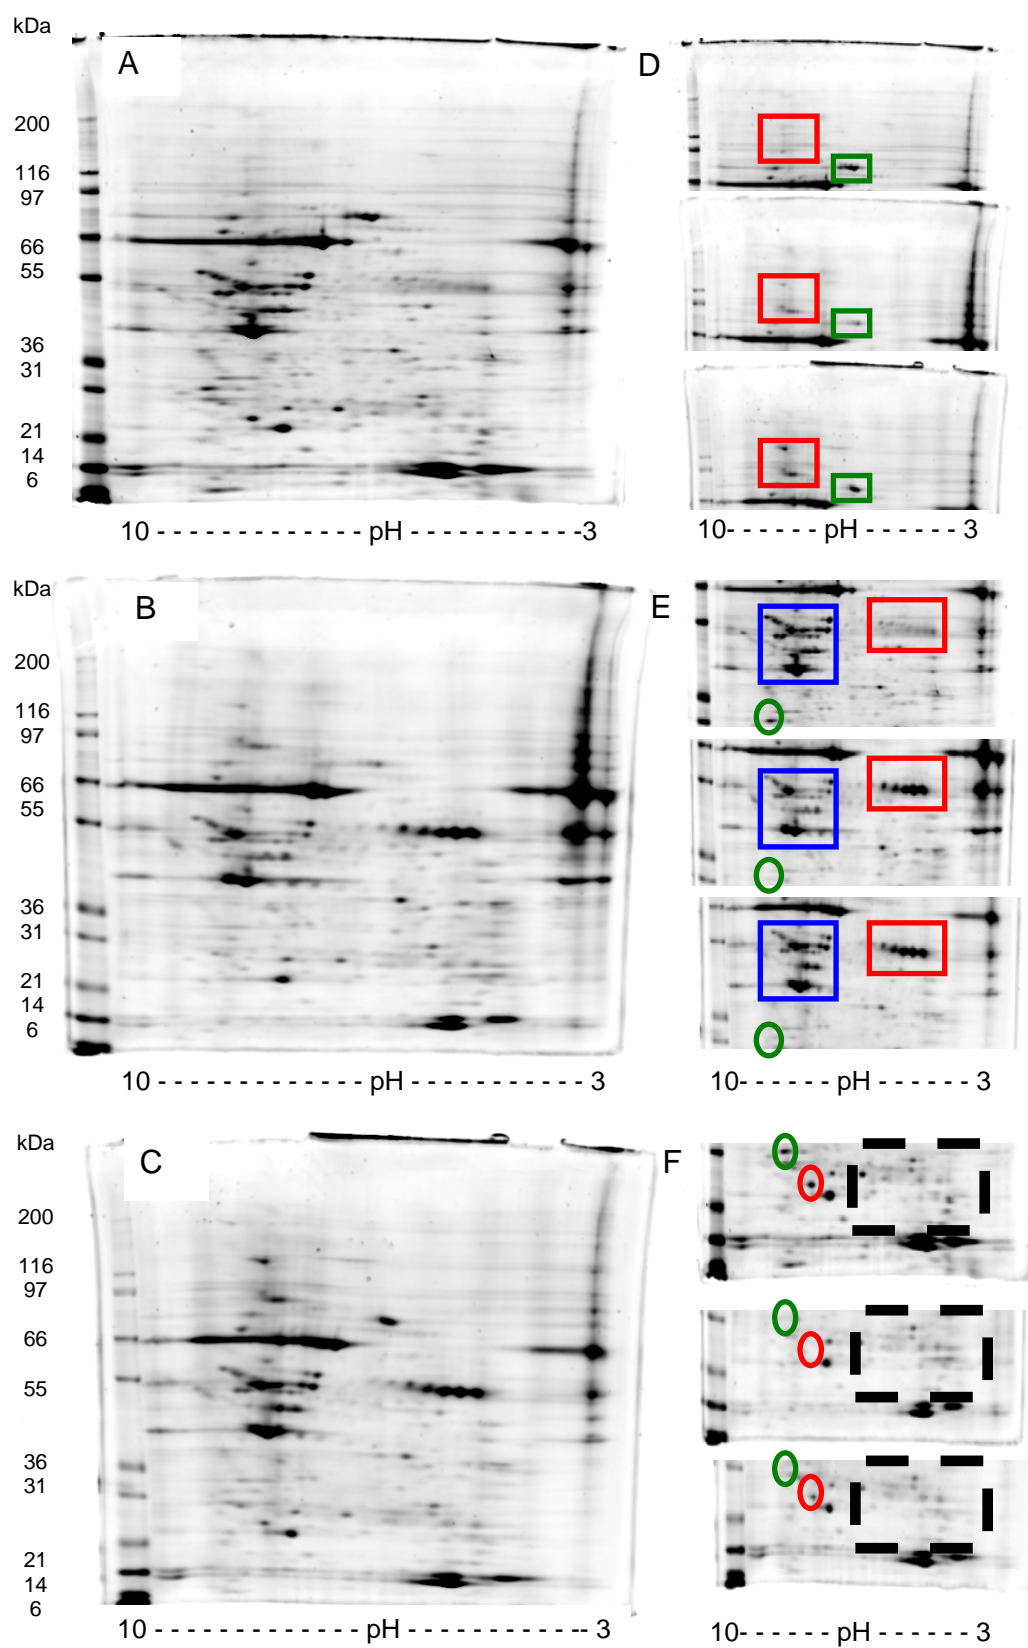 kDa
A
200
116
97
66
55
36
31
21
14
6
10 - - - - - - - - - - - - - pH - - - - - - - - - - -3
D
10- - - - - - pH - - - - - - 3
kDa
B
200
116
97
66
55
36
31
21
14
6
10 - - - - - - - - - - - - - pH - - - - - - - - - - - 3
E
10- - - - - - pH - - - - - - 3
kDa
C
200
116
97
66
55
36
31
21
14
6
10 - - - - - - - - - - - - - pH - - - - - - - - - - -- 3
F
10- - - - - - pH - - - - - - 3